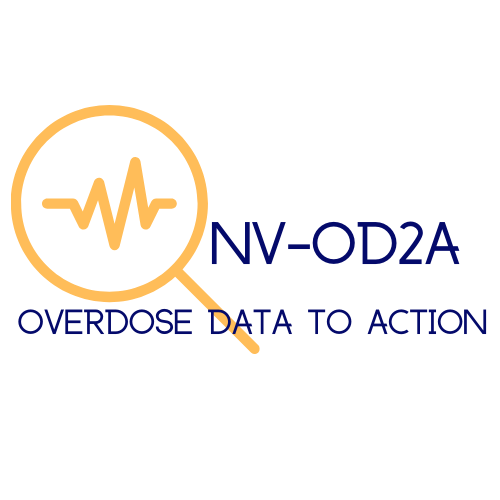 NV-OD2A
OVERDOSE DATA TO ACTION